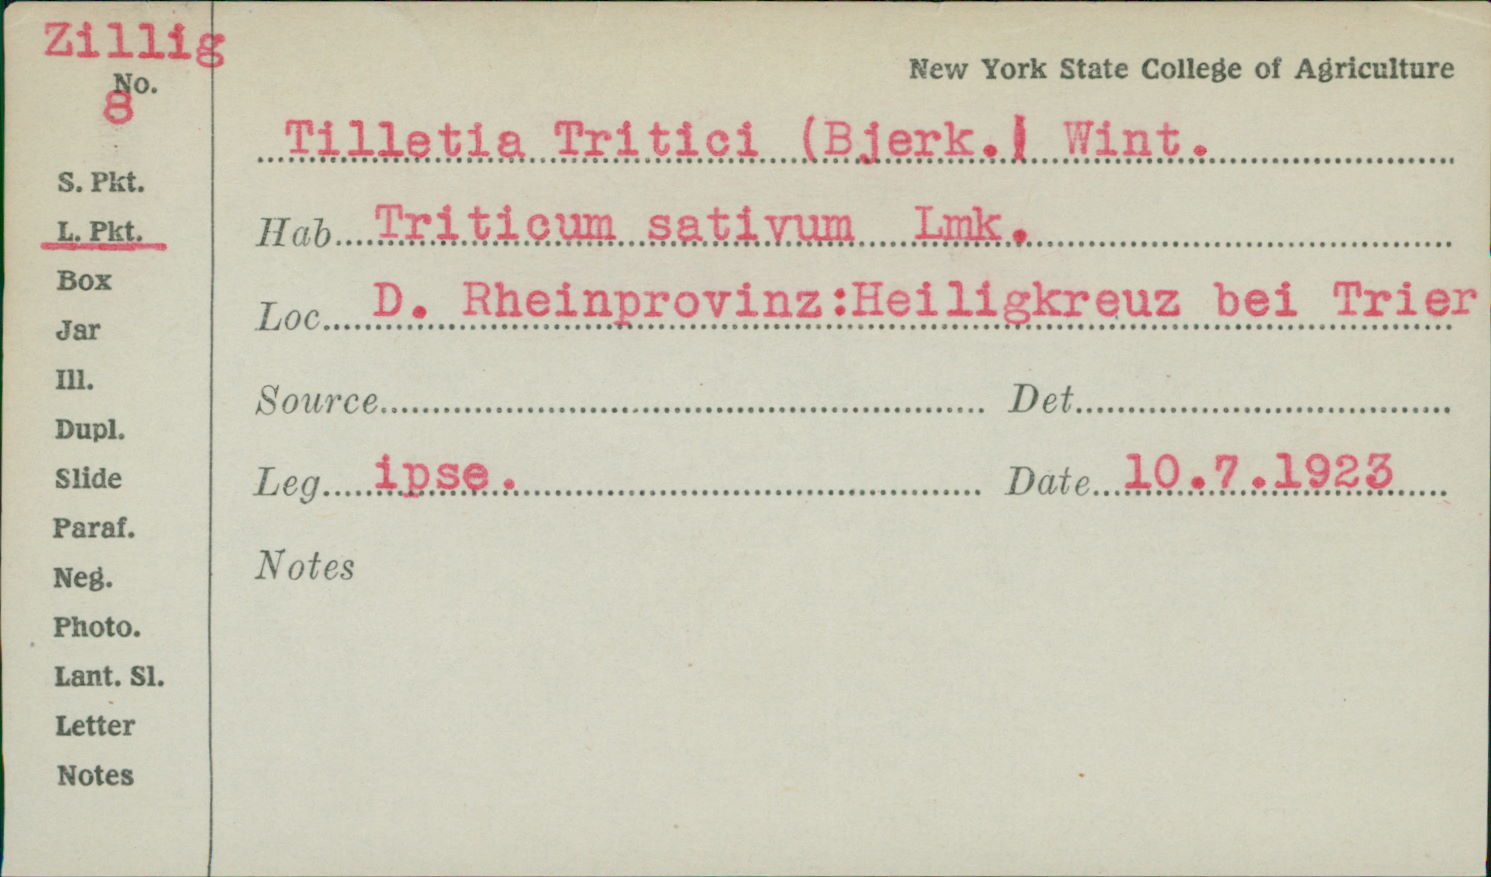 Zillig
No.
8
New York State College of Agriculture
Tilletia Tritici (Bjerk.) Wint.
S. Pkt.
L. Pkt.
Box
Jar
Ill.
Dupl.
Slide
Paraf.
Neg.
Photo.
Lant. Sl.
Letter
Notes
Hab. Triticum sativum Lmk.
Loc. D. Rheinprovinz:Heiligkreuz bei Trier
Source Det.
Leg. ipse. Date 10.7.1923
Notes